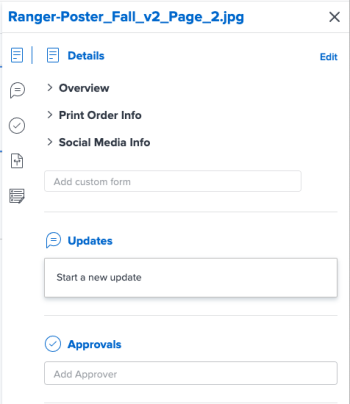 Ranger-Poster_Fall_v2_Page_2.jpg
Details
Edit
Overview
Print Order Info
Social Media Info
Add custom form
Updates
Start a new update
Approvals
Add Approver